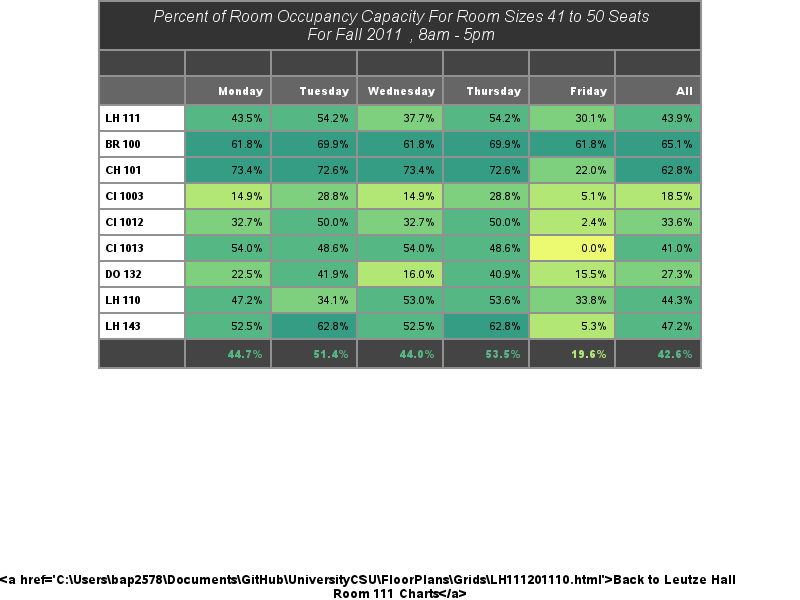 Percent of Room Occupancy Capacity For Room Sizes 41 to 50 Seats
For Fall 2011 , 8am - 5pm
Monday Tuesday Wednesday Thursday Friday All
LH 111 43.5% 54.2% 37.7% 54.2% 30.1% 43.9%
BR 100 61.8% 69.9% 61.8% 69.9% 61.8% 65.1%
CH 101 73.4% 72.6% 73.4% 72.6% 22.0% 62.8%
CI 1003 14.9% 28.8% 14.9% 28.8% 5.1% 18.5%
CI 1012 32.7% 50.0% 32.7% 50.0% 2.4% 33.6%
CI 1013 54.0% 48.6% 54.0% 48.6% 0.0% 41.0%
DO 132 22.5% 41.9% 16.0% 40.9% 15.5% 27.3%
LH 110 47.2% 34.1% 53.0% 53.6% 33.8% 44.3%
LH 143 52.5% 62.8% 52.5% 62.8% 5.3% 47.2%
44.7% 51.4% 44.0% 53.5% 19.6% 42.6%
<a href='C:\Users\bap2578\Documents\GitHub\UniversityCSU\FloorPlans\Grids\LH111201110.html'>Back to Leutze Hall
Room 111 Charts</a>